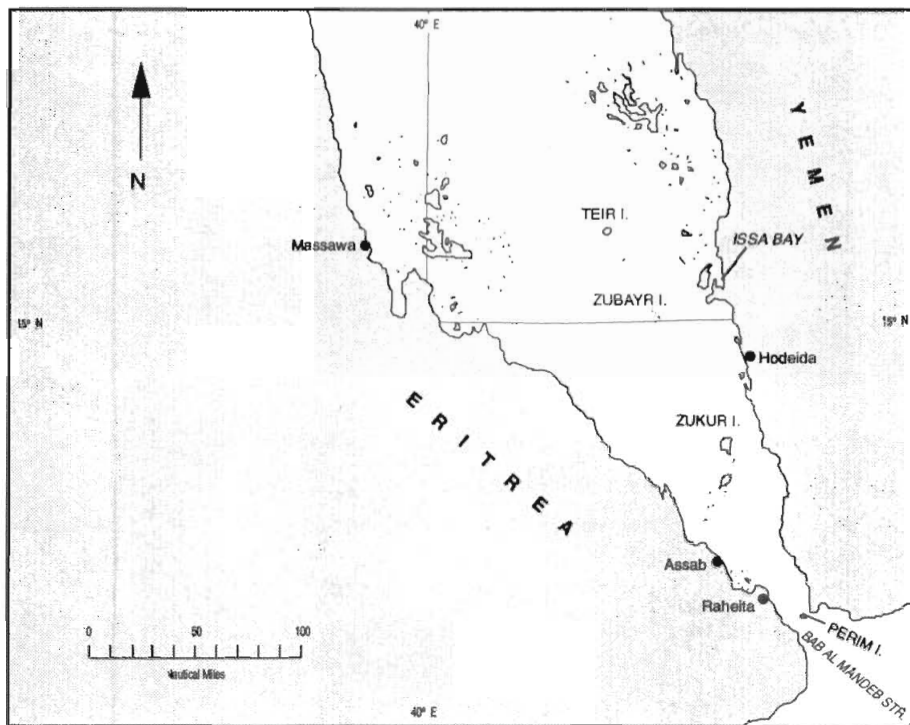 40° E
YEMEN
N
TEIR I.
Massawa
ISSA BAY
ZUBAYR I.
15° N
15° N
Hodeida
ERITREA
ZUKUR I.
Assab
Raheita
PERIM I.
BAB AL MANDEB STR
0 50 100
Nautical Miles
40° E